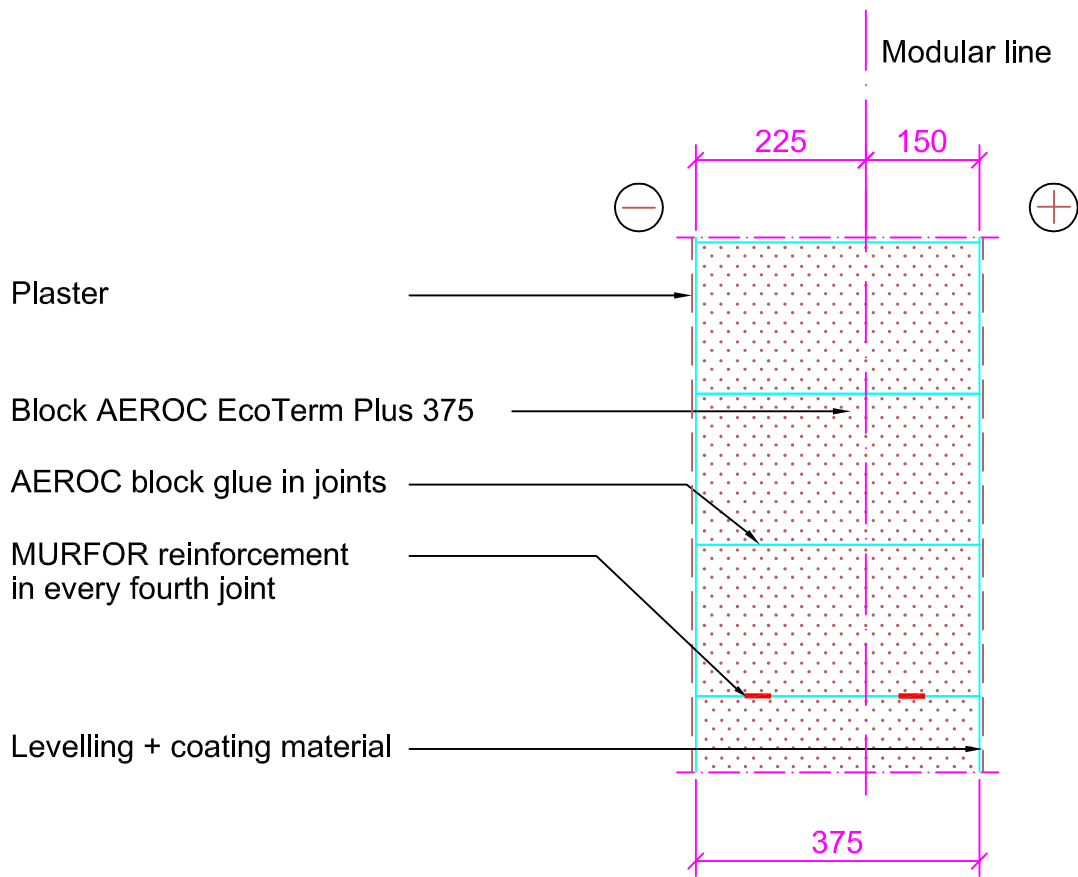 Modular line
225
150
Plaster
Block AEROC EcoTerm Plus 375
AEROC block glue in joints
MURFOR reinforcement
in every fourth joint
Levelling + coating material
375